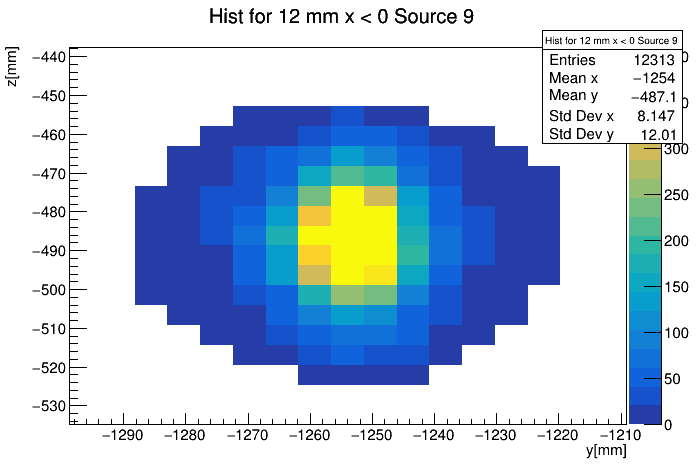 Hist for 12 mm x < 0 Source 9
z[mm]
−440
−450
−460
−470
−480
−490
−500
−510
−520
−530
−1290
−1280
−1270
−1260
−1250
−1240
−1230
−1220
−1210
y[mm]
Hist for 12 mm x < 0 Source 9
Entries 12313
Mean x −1254
Mean y −487.1
Std Dev x 8.147
Std Dev y 12.01
300
250
200
150
100
50
0